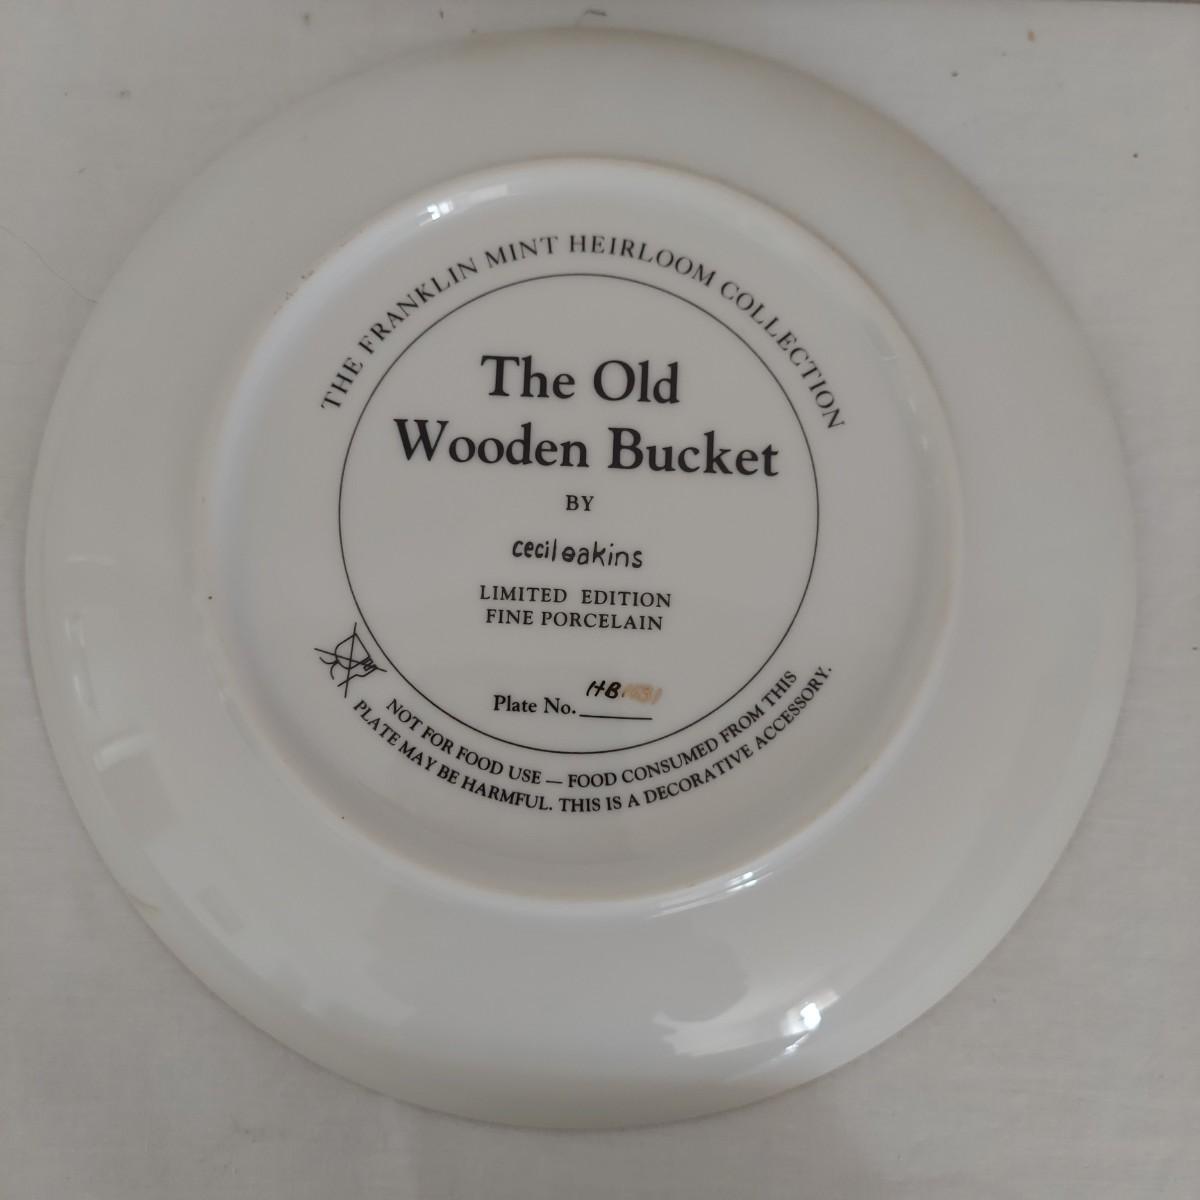 THE FRANKLIN MINT HEIRLOOM COLLECTION
The Old
Wooden Bucket
BY
cecileakins
LIMITED EDITION
FINE PORCELAIN
Plate No. HB
NOT FOR FOOD USE — FOOD CONSUMED FROM THIS
PLATE MAY BE HARMFUL. THIS IS A DECORATIVE ACCESSORY.